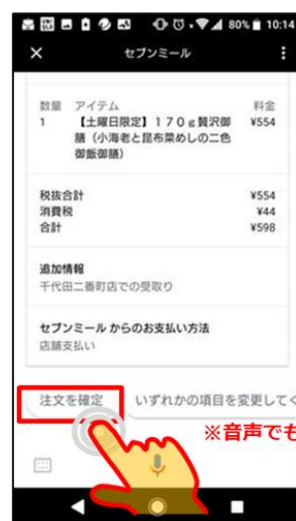 80% 10:14
セブンミール
数量 アイテム 料金
1 【土曜日限定】170g贅沢御 ¥554
膳（小海老と昆布菜めしの二色
御飯御膳）
税抜合計 ¥554
消費税 ¥44
合計 ¥598
追加情報
千代田二番町店での受取り
セブンミール からのお支払い方法
店舗支払い
注文を確定 いずれかの項目を変更してく
※音声でも